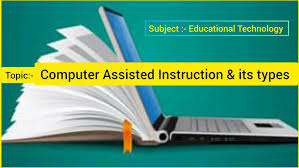 Subject :- Educational Technology
Topic:- Computer Assisted Instruction & its types